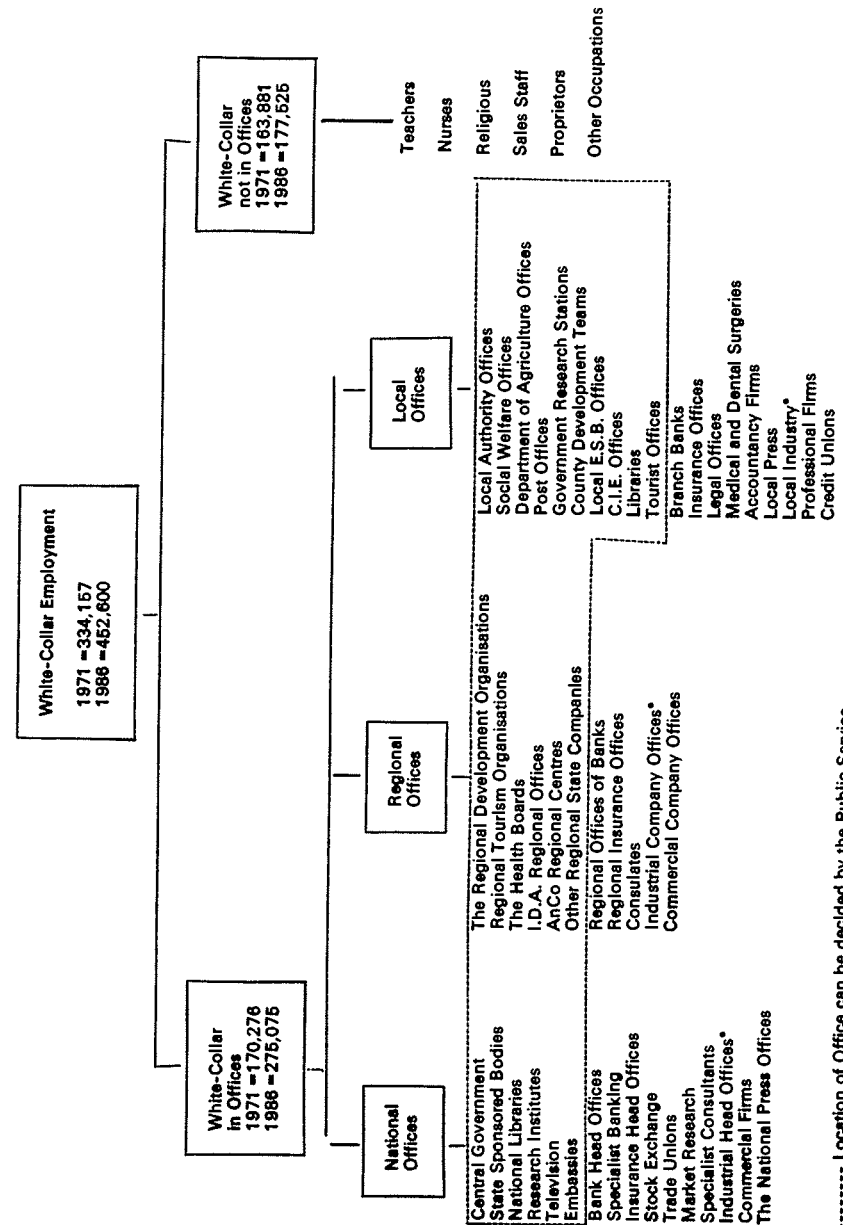 White-Collar Employment
1971 =334,157
1986 =452,600
White-Collar
in Offices
1971 =170,276
1986 =275,075
White-Collar
not in Offices
1971 =163,881
1986 =177,525
National
Offices
Regional
Offices
Local
Offices
Teachers
Nurses
Religious
Sales Staff
Proprietors
Other Occupations
Central Government
State Sponsored Bodies
National Libraries
Research Institutes
Television
Embassies
Bank Head Offices
Specialist Banking
Insurance Head Offices
Stock Exchange
Trade Unions
Market Research
Specialist Consultants
Industrial Head Offices*
Commercial Firms
The National Press Offices
The Regional Development Organisations
Regional Tourism Organisations
The Health Boards
I.D.A. Regional Offices
AnCo Regional Centres
Other Regional State Companies
Regional Offices of Banks
Regional Insurance Offices
Consulates
Industrial Company Offices*
Commercial Company Offices
Local Authority Offices
Social Welfare Offices
Department of Agriculture Offices
Post Offices
Government Research Stations
County Development Teams
Local E.S.B. Offices
C.I.E. Offices
Libraries
Tourist Offices
Branch Banks
Insurance Offices
Legal Offices
Medical and Dental Surgeries
Accountancy Firms
Local Press
Local Industry*
Professional Firms
Credit Unions
Location of Office can be decided by the Public Service